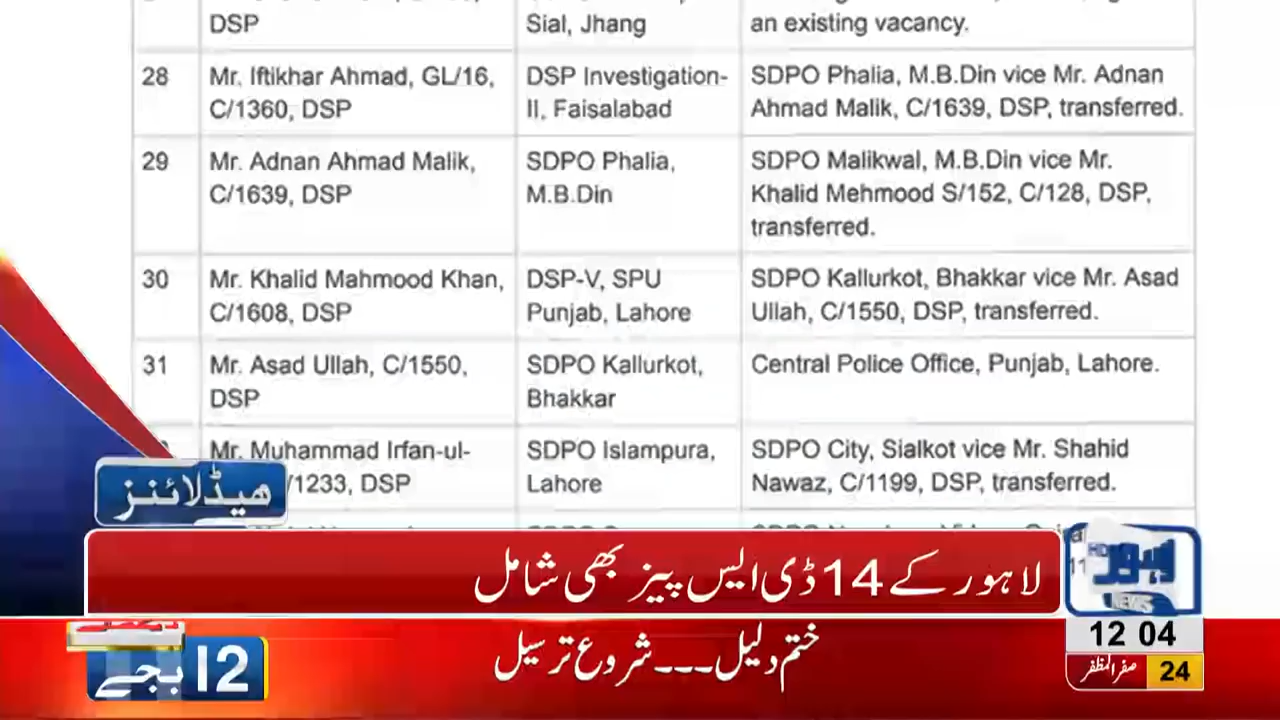 DSP
Sial, Jhang
an existing vacancy.
28
Mr. Iftikhar Ahmad, GL/16,
C/1360, DSP
DSP Investigation-
II, Faisalabad
SDPO Phalia, M.B.Din vice Mr. Adnan
Ahmad Malik, C/1639, DSP, transferred.
29
Mr. Adnan Ahmad Malik,
C/1639, DSP
SDPO Phalia,
M.B.Din
SDPO Malikwal, M.B.Din vice Mr.
Khalid Mehmood S/152, C/128, DSP,
transferred.
30
Mr. Khalid Mahmood Khan,
C/1608, DSP
DSP-V, SPU
Punjab, Lahore
SDPO Kallurkot, Bhakkar vice Mr. Asad
Ullah, C/1550, DSP, transferred.
31
Mr. Asad Ullah, C/1550,
DSP
SDPO Kallurkot,
Bhakkar
Central Police Office, Punjab, Lahore.
Mr. Muhammad Irfan-ul-
/1233, DSP
SDPO Islampura,
Lahore
SDPO City, Sialkot vice Mr. Shahid
Nawaz, C/1199, DSP, transferred.
ہیڈلائنز
لاہور کے 14 ڈی ایس پیز بھی شامل
لاہور
HD
NEWS
ختم دلیل۔۔۔شروع ترسیل
12 بجے
12 04
24 صفر المظفر